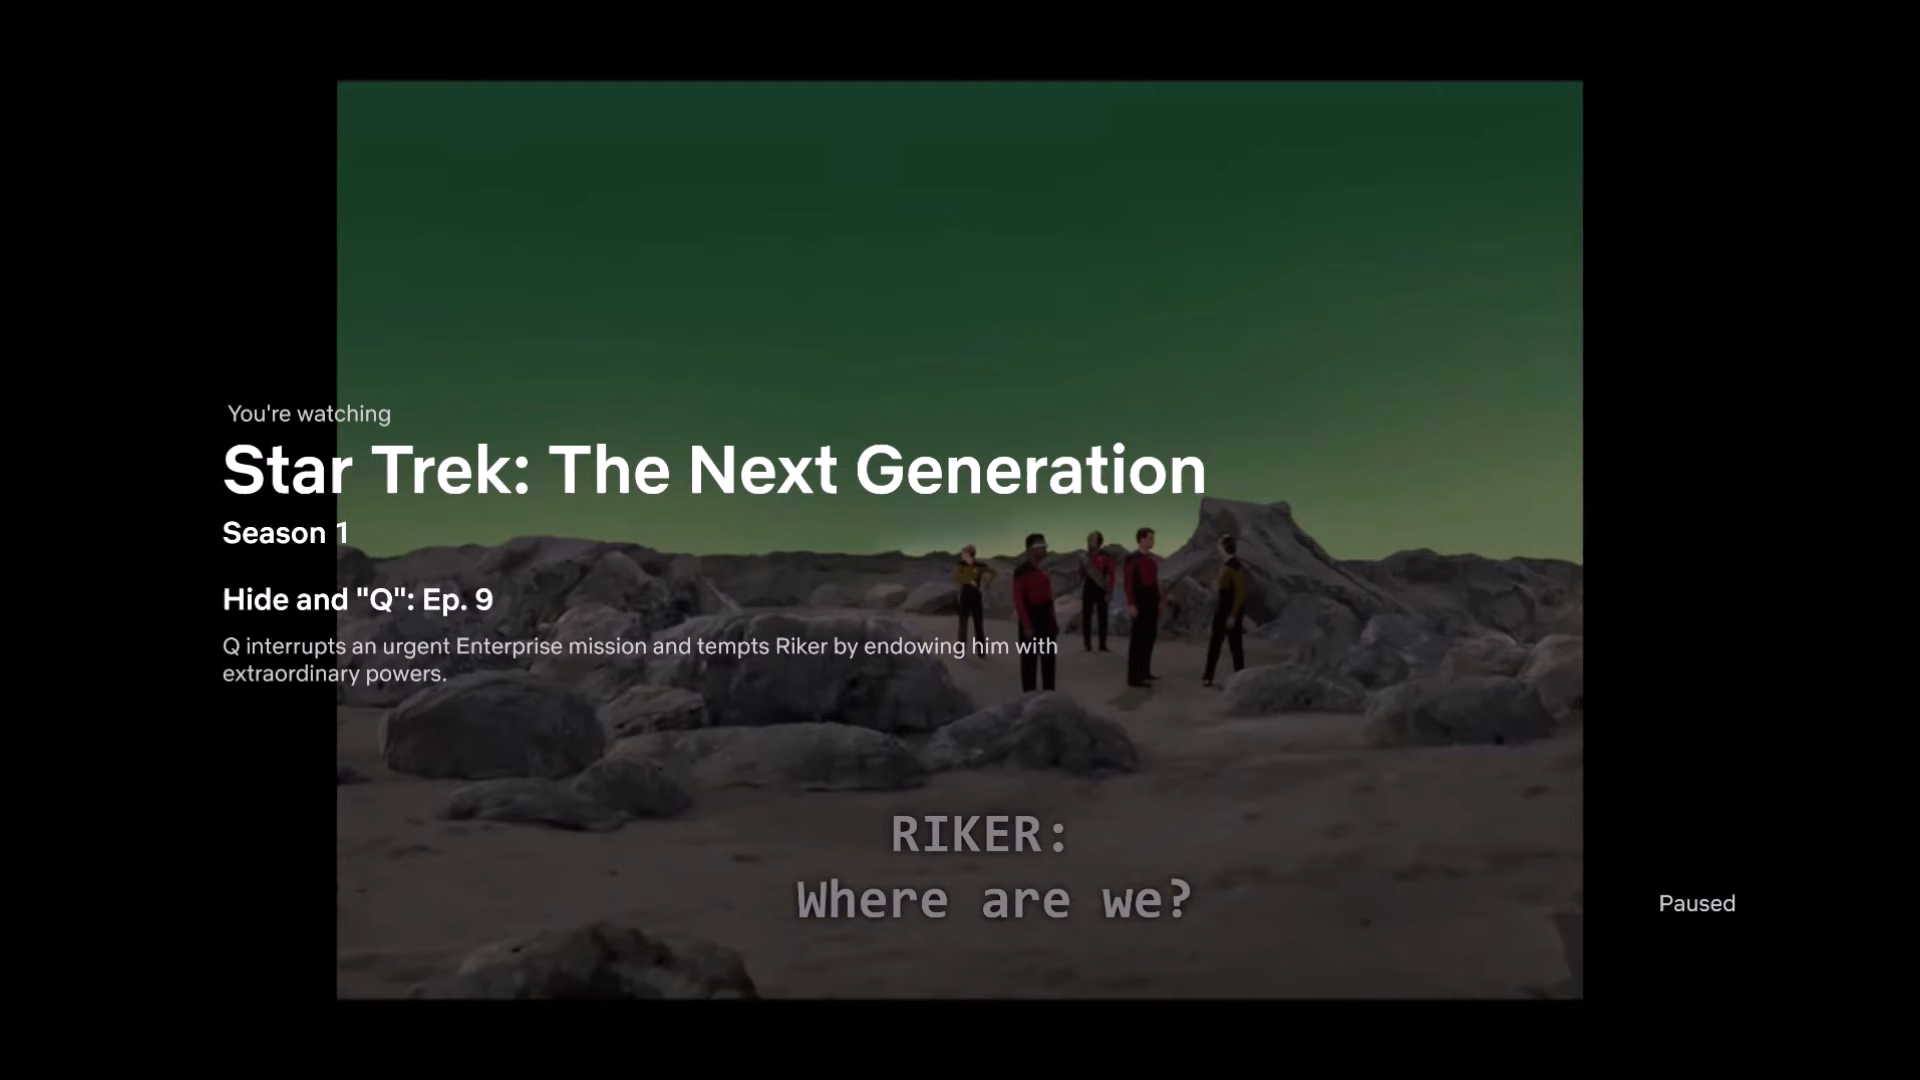 You're watching
Star Trek: The Next Generation
Season 1
Hide and "Q": Ep. 9
Q interrupts an urgent Enterprise mission and tempts Riker by endowing him with
extraordinary powers.
RIKER:
Where are we?
Paused